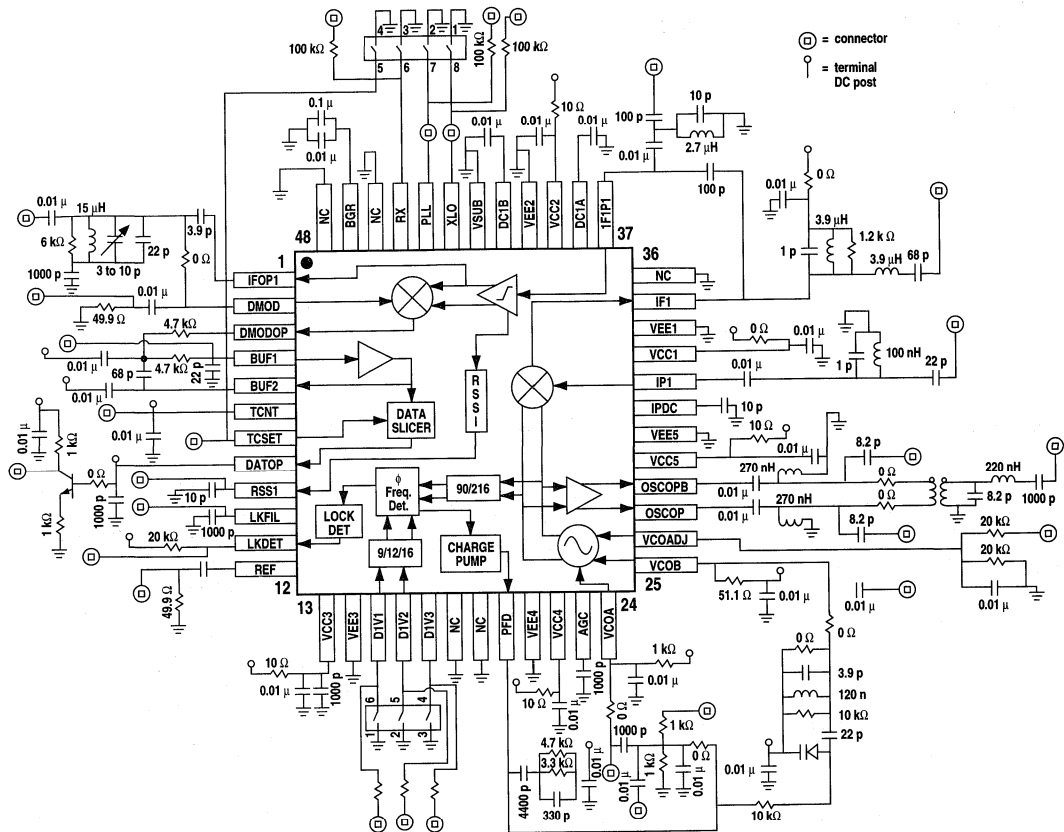 4 3 2 1
100 kΩ
5 6 7 8
100 kΩ
100 kΩ
= connector
= terminal
DC post
0.1 µ
0.01 µ
0.01 µ
0.01 µ
10 Ω
0.01 µ
100 p
0.01 µ
10 p
2.7 µH
100 p
0 Ω
0.01 µ
3.9 µH
1 p
1.2 k Ω
3.9 µH
68 p
0.01 µ
15 µH
6 kΩ
1000 p
3 to 10 p
22 p
3.9 p
0 Ω
0.01 µ
49.9 Ω
4.7 kΩ
0.01 µ
68 p
4.7 kΩ
22 p
0.01 µ
0.01 µ
0.01 µ
1 kΩ
0 Ω
1 kΩ
1000 p
10 p
1000 p
20 kΩ
49.9 Ω
48
NC
BGR
NC
RX
PLL
XLO
VSUB
DC1B
VEE2
VCC2
DC1A
1F1P1
37
1
IFOP1
DMOD
DMODOP
BUF1
BUF2
TCNT
TCSET
DATOP
RSS1
LKFIL
LKDET
REF
12
36
NC
IF1
VEE1
VCC1
IP1
IPDC
VEE5
VCC5
OSCOPB
OSCOP
VCOADJ
VCOB
25
RSSI
DATA
SLICER
ϕ
Freq.
Det.
90/216
LOCK
DET
9/12/16
CHARGE
PUMP
13
VCC3
VEE3
D1V1
D1V2
D1V3
NC
NC
PFD
VEE4
VCC4
AGC
VCOA
24
0 Ω
0.01 µ
0.01 µ
1 p
100 nH
22 p
10 p
10 Ω
0.01 µ
270 nH
0.01 µ
8.2 p
0 Ω
270 nH
0.01 µ
0 Ω
8.2 p
220 nH
8.2 p
1000 p
20 kΩ
20 kΩ
0.01 µ
51.1 Ω
0.01 µ
0.01 µ
0 Ω
0 Ω
3.9 p
120 n
10 kΩ
22 p
0.01 µ
10 kΩ
10 Ω
0.01 µ
1000 p
6 5 4
1 2 3
10 Ω
0.01 µ
1000 p
1 kΩ
0.01 µ
0 Ω
1000 p
4.7 kΩ
3.3 kΩ
4400 p
330 p
0.01 µ
0.01 µ
1 kΩ
1 kΩ
0 Ω
0.01 µ